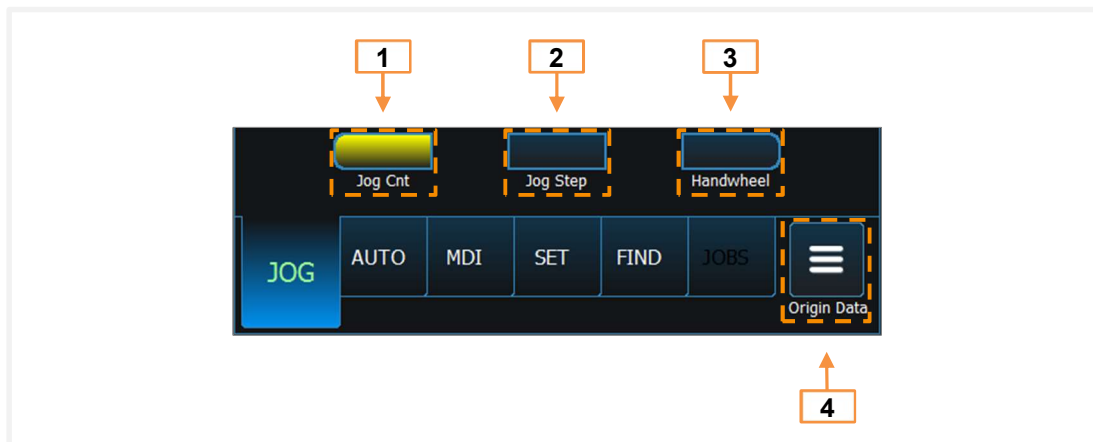 1 2 3
Jog Cnt Jog Step Handwheel
JOG AUTO MDI SET FIND JOBS
Origin Data
4